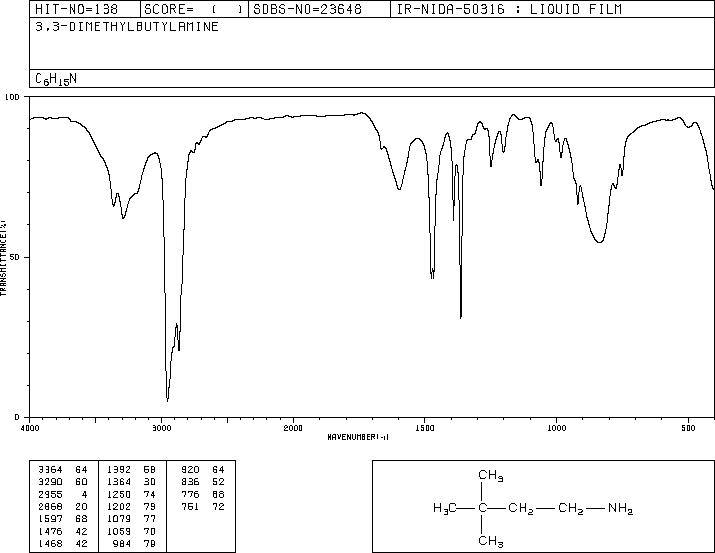 HIT-NO=138 SCORE= ( ) SDBS-NO=23648 IR-NIDA-50316 : LIQUID FILM
3,3-DIMETHYLBUTYLAMINE
C6H15N
100
50
0
TRANSMITTANCE(%)
4000 3000 2000 1500 1000 500
WAVENUMBER(-1)
3364 64 1392 58 920 64
3290 60 1364 30 836 52
2955 4 1250 74 776 68
2868 20 1202 79 751 72
1597 68 1079 77
1476 42 1059 70
1468 42 984 79
CH3
H3C C CH2 CH2 NH2
CH3